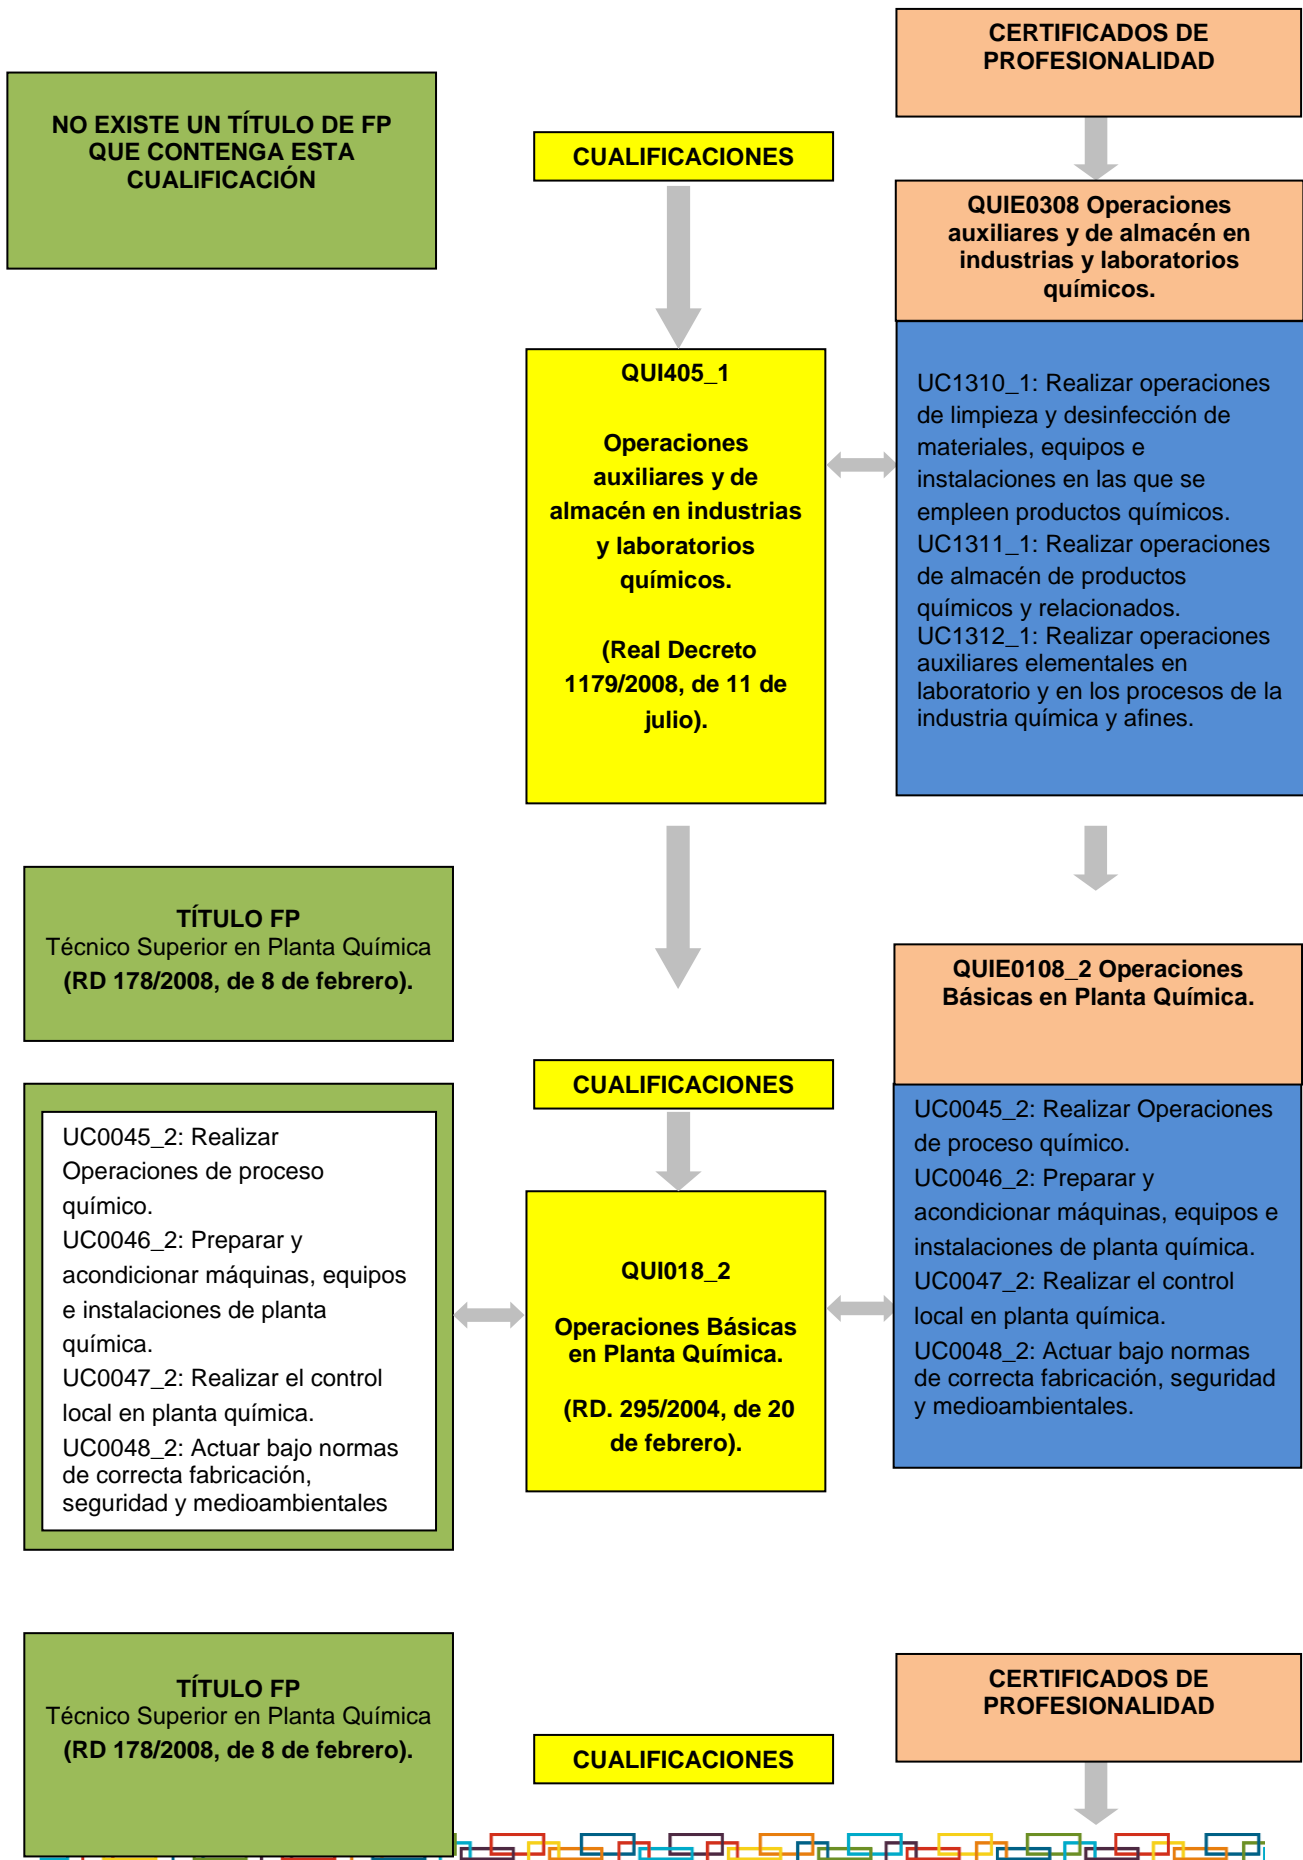 CERTIFICADOS DE
PROFESIONALIDAD
NO EXISTE UN TÍTULO DE FP
QUE CONTENGA ESTA
CUALIFICACIÓN
CUALIFICACIONES
QUIE0308 Operaciones
auxiliares y de almacén en
industrias y laboratorios
químicos.
QUI405_1
Operaciones
auxiliares y de
almacén en industrias
y laboratorios
químicos.
(Real Decreto
1179/2008, de 11 de
julio).
UC1310_1: Realizar operaciones
de limpieza y desinfección de
materiales, equipos e
instalaciones en las que se
empleen productos químicos.
UC1311_1: Realizar operaciones
de almacén de productos
químicos y relacionados.
UC1312_1: Realizar operaciones
auxiliares elementales en
laboratorio y en los procesos de la
industria química y afines.
TÍTULO FP
Técnico Superior en Planta Química
(RD 178/2008, de 8 de febrero).
QUIE0108_2 Operaciones
Básicas en Planta Química.
CUALIFICACIONES
UC0045_2: Realizar
Operaciones de proceso
químico.
UC0046_2: Preparar y
acondicionar máquinas, equipos
e instalaciones de planta
química.
UC0047_2: Realizar el control
local en planta química.
UC0048_2: Actuar bajo normas
de correcta fabricación,
seguridad y medioambientales
QUI018_2
Operaciones Básicas
en Planta Química.
(RD. 295/2004, de 20
de febrero).
UC0045_2: Realizar Operaciones
de proceso químico.
UC0046_2: Preparar y
acondicionar máquinas, equipos e
instalaciones de planta química.
UC0047_2: Realizar el control
local en planta química.
UC0048_2: Actuar bajo normas
de correcta fabricación, seguridad
y medioambientales.
TÍTULO FP
Técnico Superior en Planta Química
(RD 178/2008, de 8 de febrero).
CUALIFICACIONES
CERTIFICADOS DE
PROFESIONALIDAD